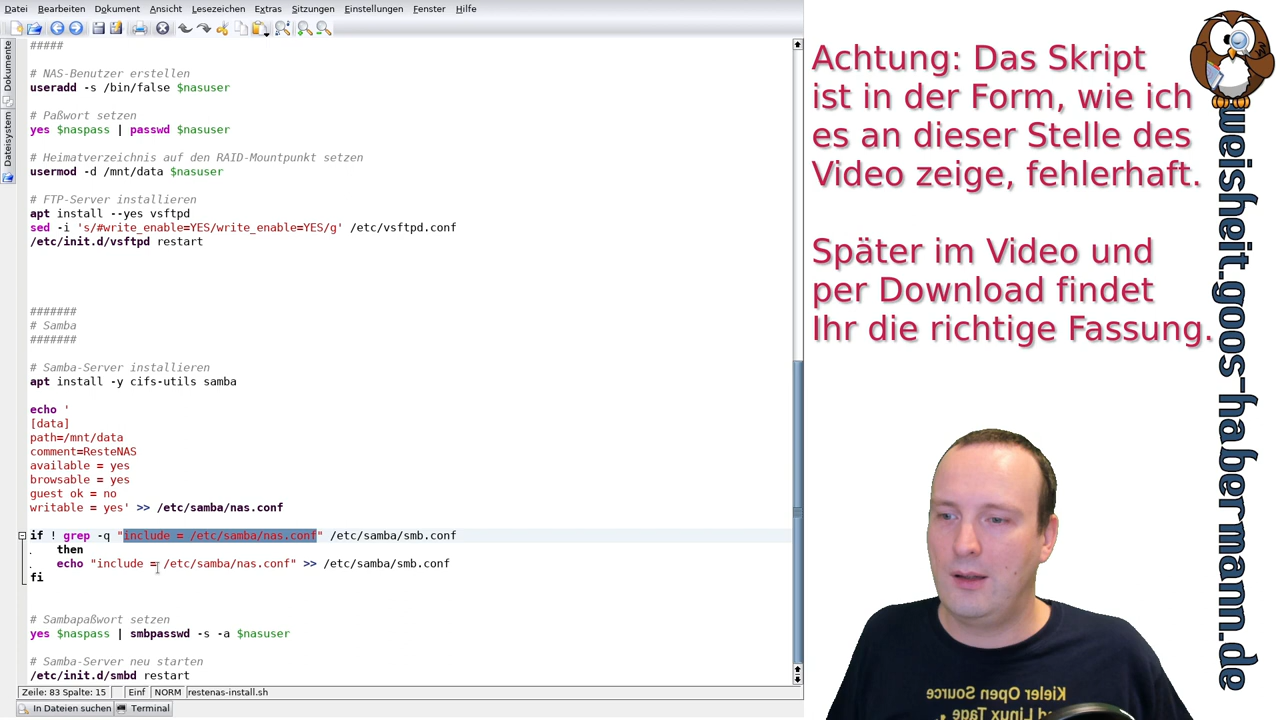 Datei Bearbeiten Dokument Ansicht Lesezeichen Extras Sitzungen Einstellungen Fenster Hilfe
Dokumente
Dateisystem
#####
# NAS-Benutzer erstellen
useradd -s /bin/false $nasuser
# Paßwort setzen
yes $naspass | passwd $nasuser
# Heimatverzeichnis auf den RAID-Mountpunkt setzen
usermod -d /mnt/data $nasuser
# FTP-Server installieren
apt install --yes vsftpd
sed -i 's/#write_enable=YES/write_enable=YES/g' /etc/vsftpd.conf
/etc/init.d/vsftpd restart
#######
# Samba
#######
# Samba-Server installieren
apt install -y cifs-utils samba
echo '
[data]
path=/mnt/data
comment=ResteNAS
available = yes
browsable = yes
guest ok = no
writable = yes' >> /etc/samba/nas.conf
if ! grep -q "include = /etc/samba/nas.conf" /etc/samba/smb.conf
then
echo "include = /etc/samba/nas.conf" >> /etc/samba/smb.conf
fi
# Sambapaßwort setzen
yes $naspass | smbpasswd -s -a $nasuser
# Samba-Server neu starten
/etc/init.d/smbd restart
Zeile: 83 Spalte: 15 Einf NORM restenas-install.sh
In Dateien suchen Terminal
Achtung: Das Skript
ist in der Form, wie ich
es an dieser Stelle des
Video zeige, fehlerhaft.
Später im Video und
per Download findet
Ihr die richtige Fassung.
weisheit.goos-habermann.de
Kieler Open Source
und Linux Tage